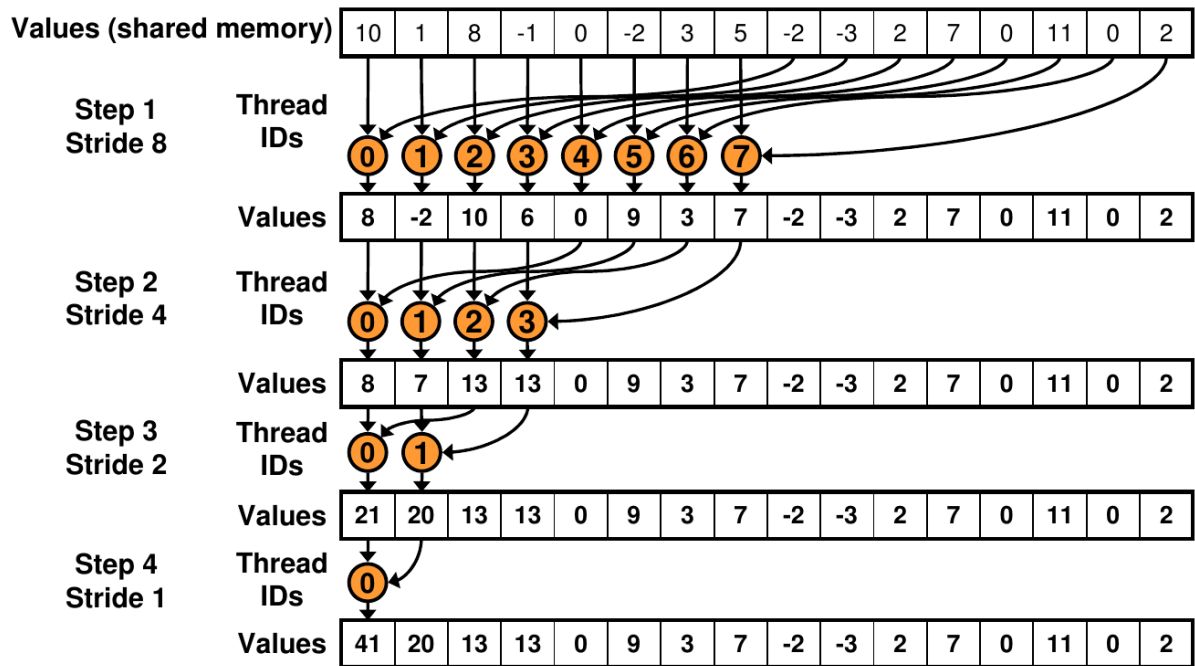 Values (shared memory) 10 1 8 -1 0 -2 3 5 -2 -3 2 7 0 11 0 2
Step 1 Thread
Stride 8 IDs
0 1 2 3 4 5 6 7
Values 8 -2 10 6 0 9 3 7 -2 -3 2 7 0 11 0 2
Step 2 Thread
Stride 4 IDs
0 1 2 3
Values 8 7 13 13 0 9 3 7 -2 -3 2 7 0 11 0 2
Step 3 Thread
Stride 2 IDs
0 1
Values 21 20 13 13 0 9 3 7 -2 -3 2 7 0 11 0 2
Step 4 Thread
Stride 1 IDs
0
Values 41 20 13 13 0 9 3 7 -2 -3 2 7 0 11 0 2